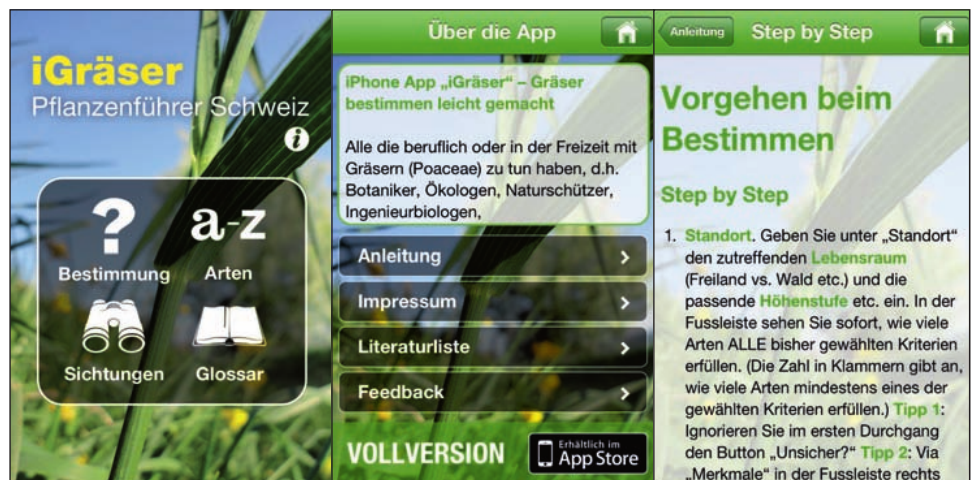 iGräser
Pflanzenführer Schweiz
i
?
a-z
Bestimmung
Arten
Sichtungen
Glossar
Über die App
iPhone App „iGräser“ – Gräser
bestimmen leicht gemacht
Alle die beruflich oder in der Freizeit mit
Gräsern (Poaceae) zu tun haben, d.h.
Botaniker, Ökologen, Naturschützer,
Ingenieurbiologen,
Anleitung
Impressum
Literaturliste
Feedback
VOLLVERSION
Erhältlich im
App Store
Anleitung
Step by Step
Vorgehen beim
Bestimmen
Step by Step
1. Standort. Geben Sie unter „Standort“
den zutreffenden Lebensraum
(Freiland vs. Wald etc.) und die
passende Höhenstufe etc. ein. In der
Fussleiste sehen Sie sofort, wie viele
Arten ALLE bisher gewählten Kriterien
erfüllen. (Die Zahl in Klammern gibt an,
wie viele Arten mindestens eines der
gewählten Kriterien erfüllen.) Tipp 1:
Ignorieren Sie im ersten Durchgang
den Button „Unsicher?“ Tipp 2: Via
„Merkmale“ in der Fussleiste rechts